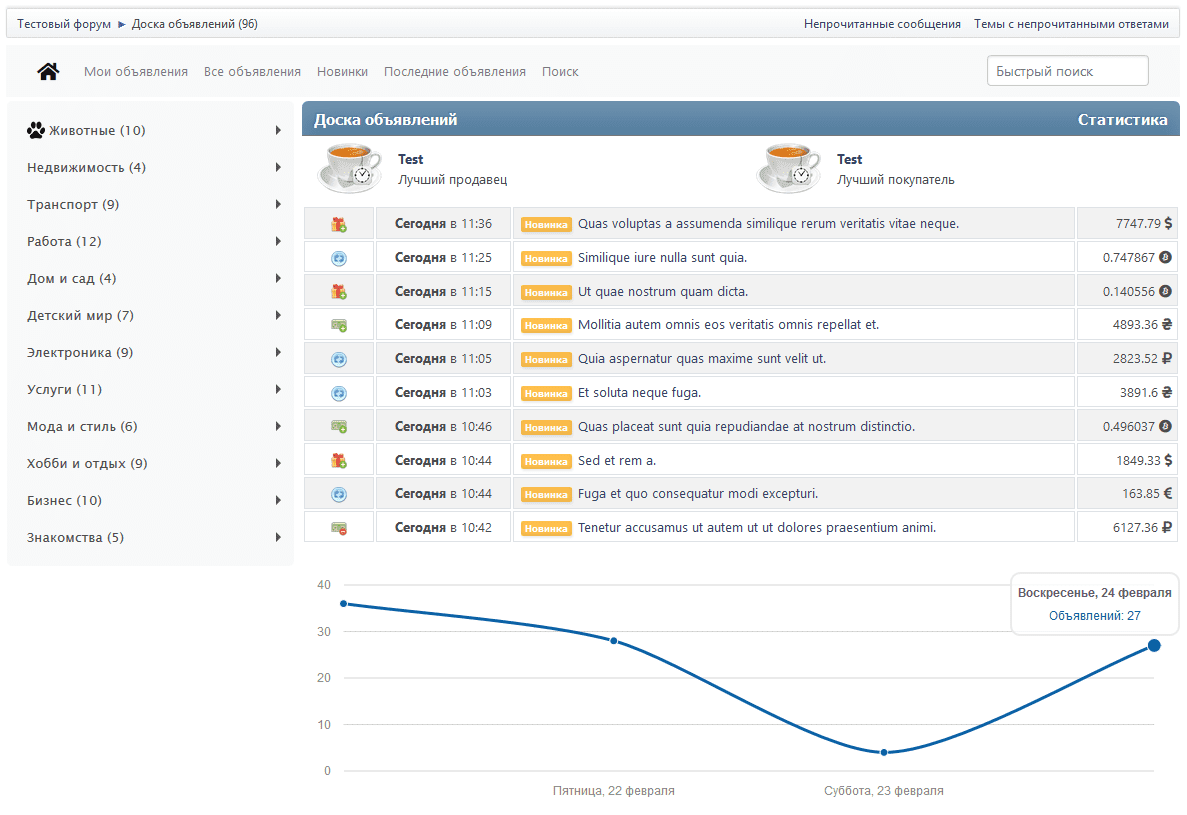 Тестовый форум ► Доска объявлений (96) Непрочитанные сообщения Темы с непрочитанными ответами
Мои объявления Все объявления Новинки Последние объявления Поиск Быстрый поиск
Животные (10)
Недвижимость (4)
Транспорт (9)
Работа (12)
Дом и сад (4)
Детский мир (7)
Электроника (9)
Услуги (11)
Мода и стиль (6)
Хобби и отдых (9)
Бизнес (10)
Знакомства (5)
Доска объявлений Статистика
Test
Лучший продавец
Test
Лучший покупатель
Сегодня в 11:36 Новинка Quas voluptas a assumenda similique rerum veritatis vitae neque. 7747.79 $
Сегодня в 11:25 Новинка Similique iure nulla sunt quia. 0.747867
Сегодня в 11:15 Новинка Ut quae nostrum quam dicta. 0.140556
Сегодня в 11:09 Новинка Mollitia autem omnis eos veritatis omnis repellat et. 4893.36 ₴
Сегодня в 11:05 Новинка Quia aspernatur quas maxime sunt velit ut. 2823.52 ₽
Сегодня в 11:03 Новинка Et soluta neque fuga. 3891.6 ₴
Сегодня в 10:46 Новинка Quas placeat sunt quia repudiandae at nostrum distinctio. 0.496037
Сегодня в 10:44 Новинка Sed et rem a. 1849.33 $
Сегодня в 10:44 Новинка Fuga et quo consequatur modi excepturi. 163.85 €
Сегодня в 10:42 Новинка Tenetur accusamus ut autem ut ut dolores praesentium animi. 6127.36 ₽
40
30
20
10
0
Воскресенье, 24 февраля
Объявлений: 27
Пятница, 22 февраля Суббота, 23 февраля